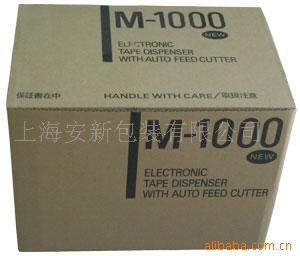 M-1000
NEW
ELECTRONIC
TAPE DISPENSER
WITH AUTO FEED CUTTER
保証書在中
HANDLE WITH CARE/取扱注意
上海安新包装有限公司
M-1000
NEW
ELECTRONIC
TAPE DISPENSER
WITH AUTO FEED CUTTER
alibaba.com.cn